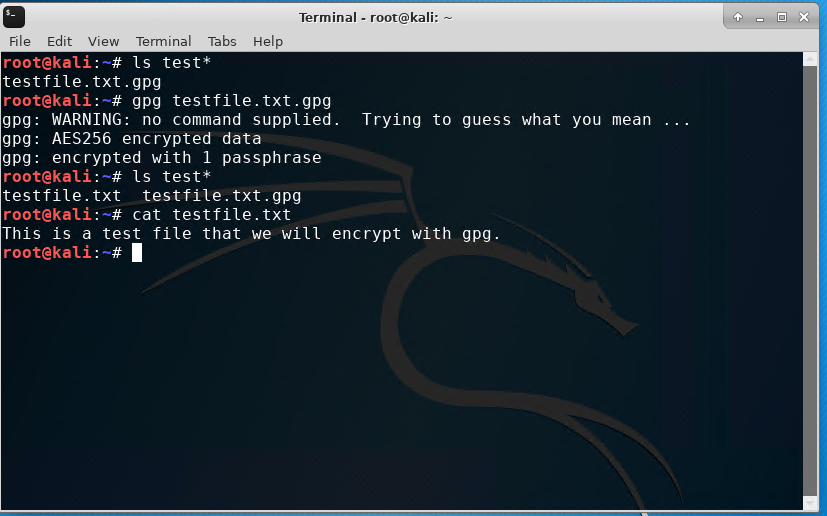 Terminal - root@kali: ~
File Edit View Terminal Tabs Help
root@kali:~# ls test*
testfile.txt.gpg
root@kali:~# gpg testfile.txt.gpg
gpg: WARNING: no command supplied.  Trying to guess what you mean ...
gpg: AES256 encrypted data
gpg: encrypted with 1 passphrase
root@kali:~# ls test*
testfile.txt  testfile.txt.gpg
root@kali:~# cat testfile.txt
This is a test file that we will encrypt with gpg.
root@kali:~#